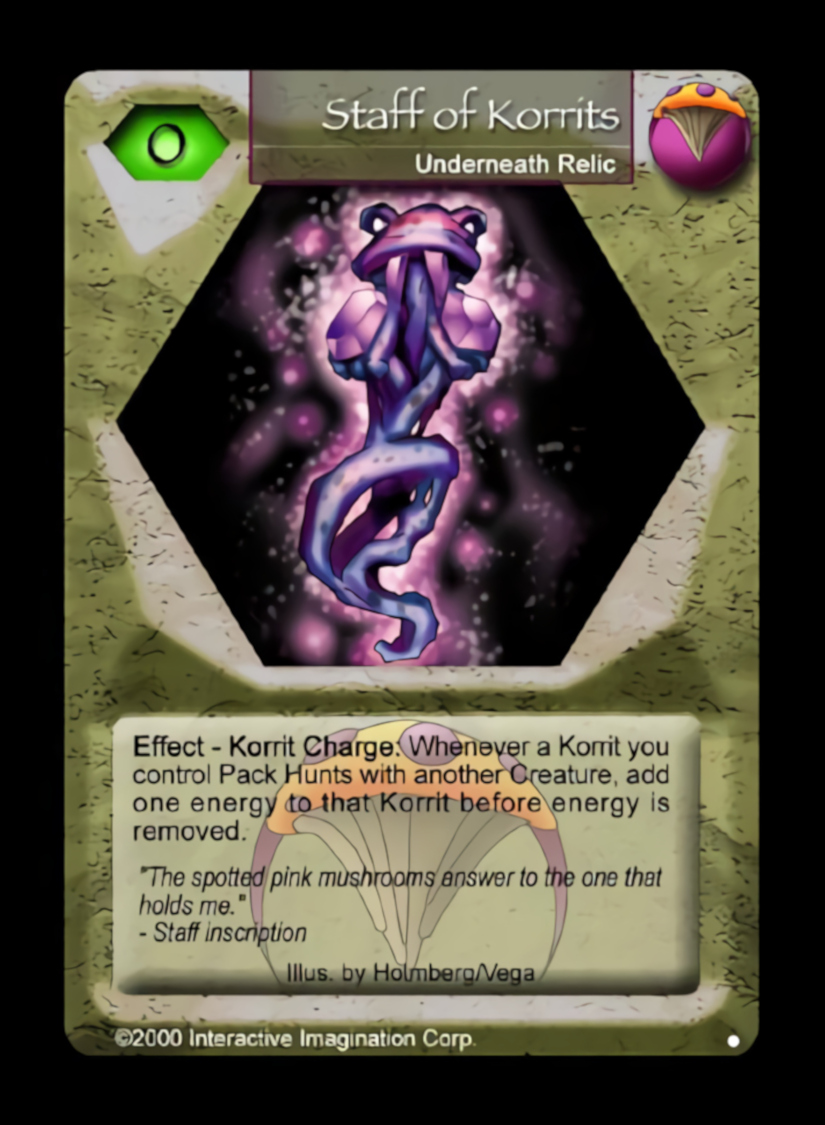 0
Staff of Korrits
Underneath Relic
Effect - Korrit Charge: Whenever a Korrit you
control Pack Hunts with another Creature, add
one energy to that Korrit before energy is
removed.
"The spotted pink mushrooms answer to the one that
holds me."
- Staff inscription
Illus. by Holmberg/Vega
©2000 Interactive Imagination Corp.